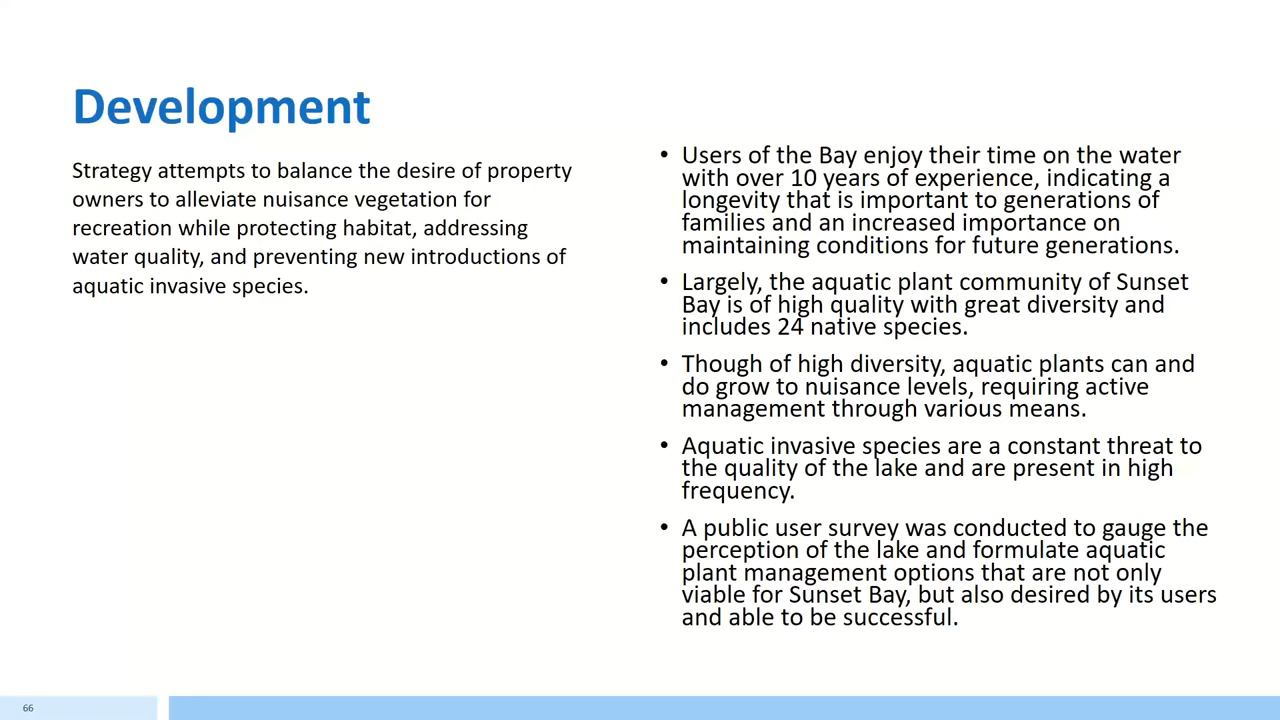 Development
Strategy attempts to balance the desire of property
owners to alleviate nuisance vegetation for
recreation while protecting habitat, addressing
water quality, and preventing new introductions of
aquatic invasive species.
• Users of the Bay enjoy their time on the water
with over 10 years of experience, indicating a
longevity that is important to generations of
families and an increased importance on
maintaining conditions for future generations.
• Largely, the aquatic plant community of Sunset
Bay is of high quality with great diversity and
includes 24 native species.
• Though of high diversity, aquatic plants can and
do grow to nuisance levels, requiring active
management through various means.
• Aquatic invasive species are a constant threat to
the quality of the lake and are present in high
frequency.
• A public user survey was conducted to gauge the
perception of the lake and formulate aquatic
plant management options that are not only
viable for Sunset Bay, but also desired by its users
and able to be successful.
66